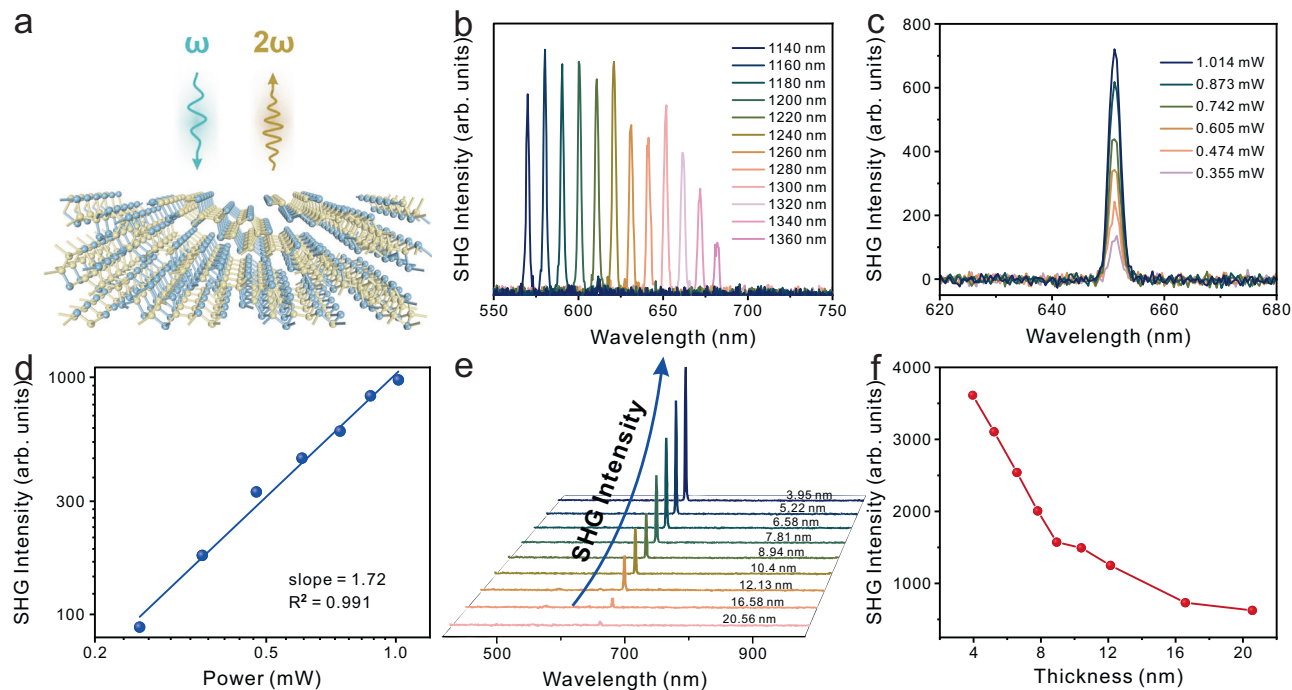 a
ω
2ω
b
SHG Intensity (arb. units)
1140 nm
1160 nm
1180 nm
1200 nm
1220 nm
1240 nm
1260 nm
1280 nm
1300 nm
1320 nm
1340 nm
1360 nm
550 600 650 700 750
Wavelength (nm)
c
SHG Intensity (arb. units)
800
600
400
200
0
1.014 mW
0.873 mW
0.742 mW
0.605 mW
0.474 mW
0.355 mW
620 640 660 680
Wavelength (nm)
d
SHG Intensity (arb. units)
1000
300
100
slope = 1.72
R² = 0.991
0.2 0.5 1.0
Power (mW)
e
SHG Intensity
3.95 nm
5.22 nm
6.58 nm
7.81 nm
8.94 nm
10.4 nm
12.13 nm
16.58 nm
20.56 nm
500 700 900
Wavelength (nm)
f
SHG Intensity (arb. units)
4000
3000
2000
1000
0
4 8 12 16 20
Thickness (nm)